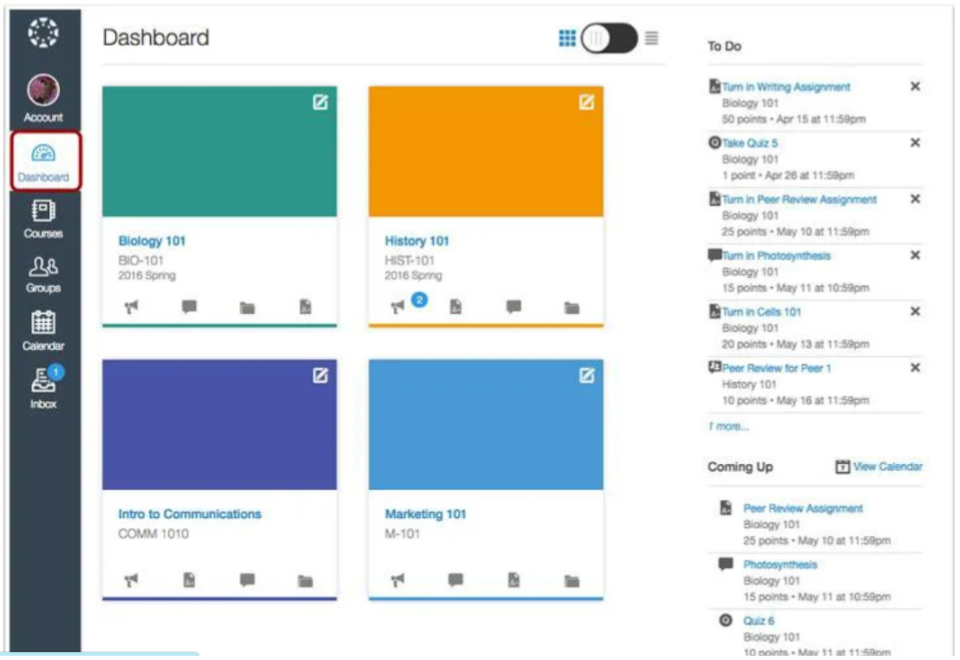 Dashboard
Account
Dashboard
Courses
Groups
Calendar
1
Inbox
Biology 101
BIO-101
2016 Spring
History 101
HIST-101
2016 Spring
2
Intro to Communications
COMM 1010
Marketing 101
M-101
To Do
Turn in Writing Assignment
Biology 101
50 points • Apr 15 at 11:59pm
Take Quiz 5
Biology 101
1 point • Apr 26 at 11:59pm
Turn in Peer Review Assignment
Biology 101
25 points • May 10 at 11:59pm
Turn in Photosynthesis
Biology 101
15 points • May 11 at 10:59pm
Turn in Cells 101
Biology 101
20 points • May 13 at 11:59pm
Peer Review for Peer 1
History 101
10 points • May 16 at 11:59pm
1 more...
Coming Up
View Calendar
Peer Review Assignment
Biology 101
25 points • May 10 at 11:59pm
Photosynthesis
Biology 101
15 points • May 11 at 10:59pm
Quiz 6
Biology 101
10 points • May 11 at 11:59pm